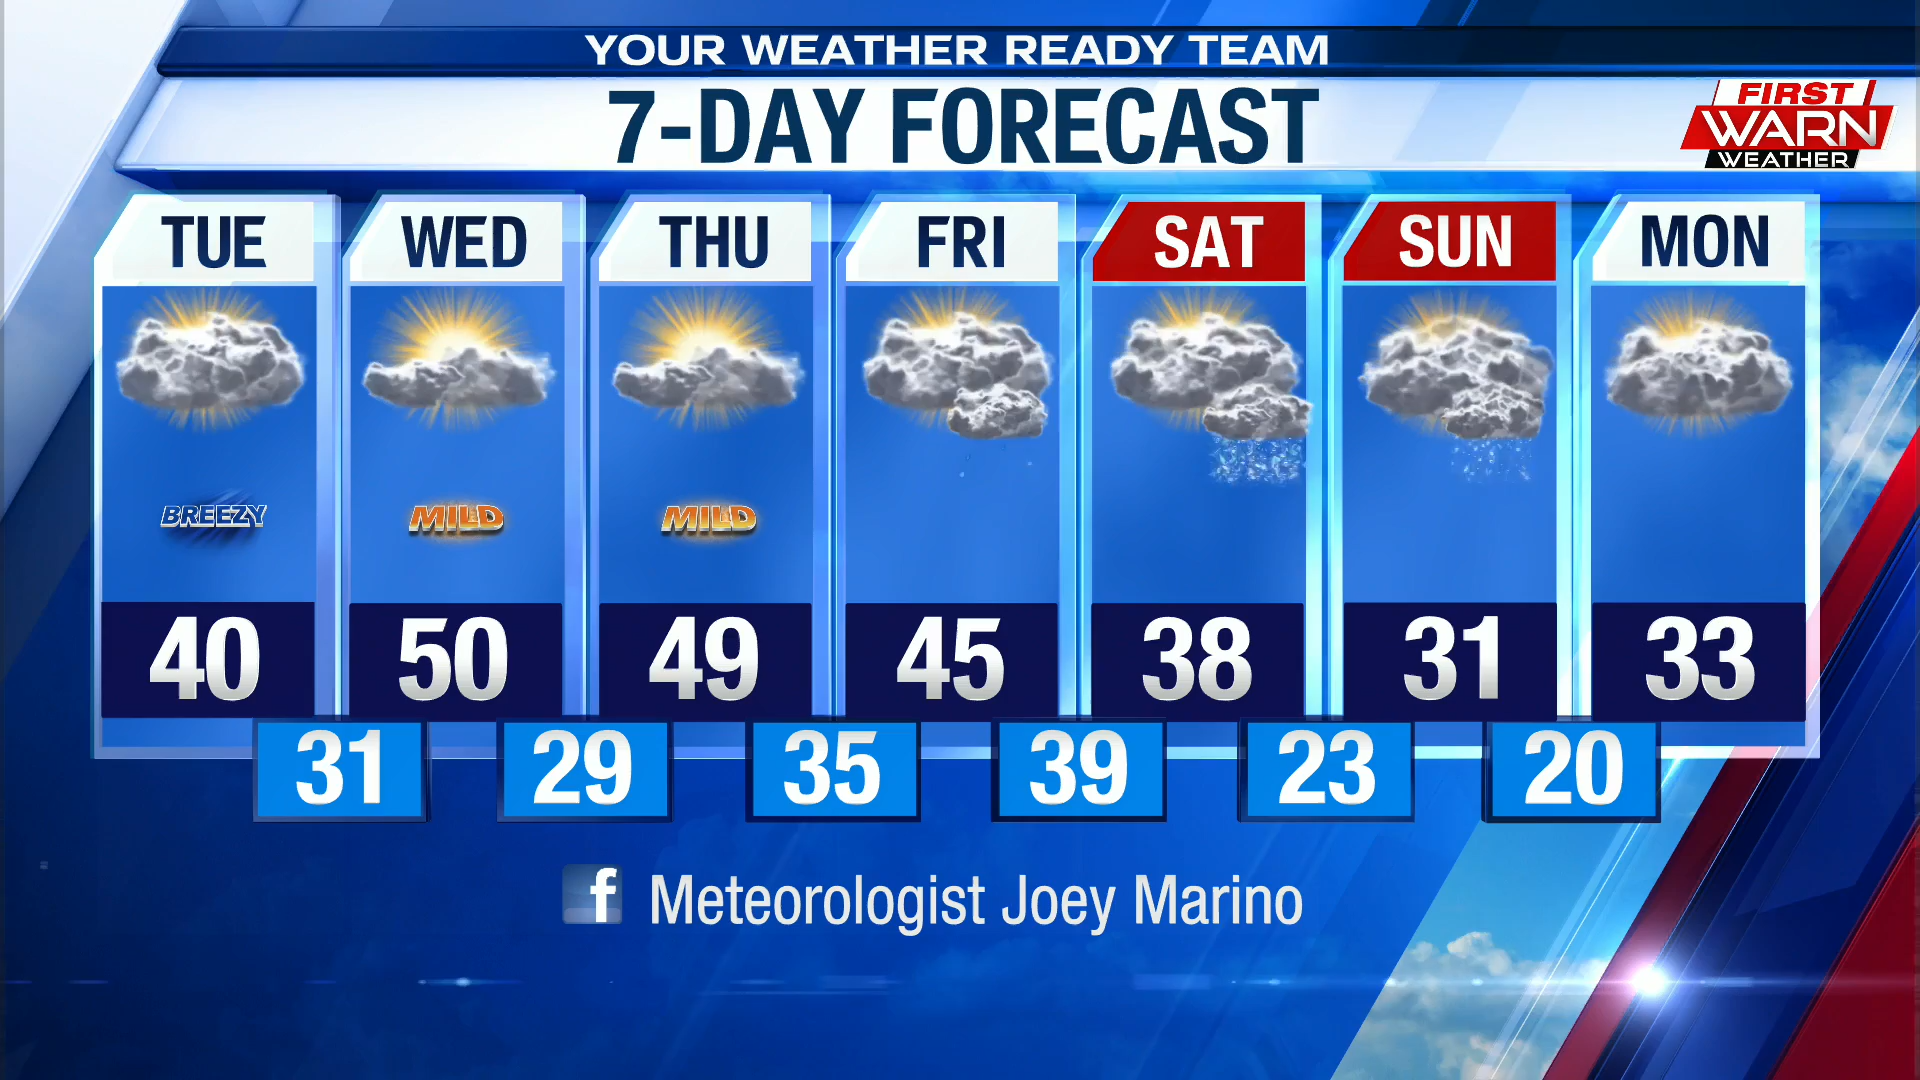 YOUR WEATHER READY TEAM
7-DAY FORECAST
FIRST
WARN
WEATHER
TUE WED THU FRI SAT SUN MON
BREEZY MILD MILD
40 50 49 45 38 31 33
31 29 35 39 23 20
f Meteorologist Joey Marino